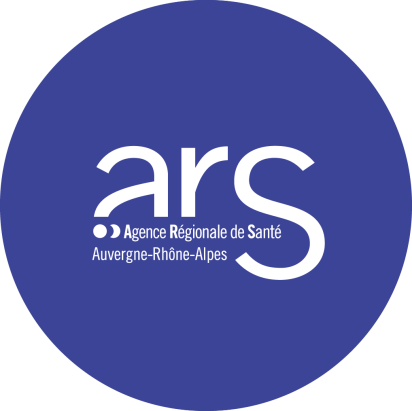 ars
Agence Régionale de Santé
Auvergne-Rhône-Alpes